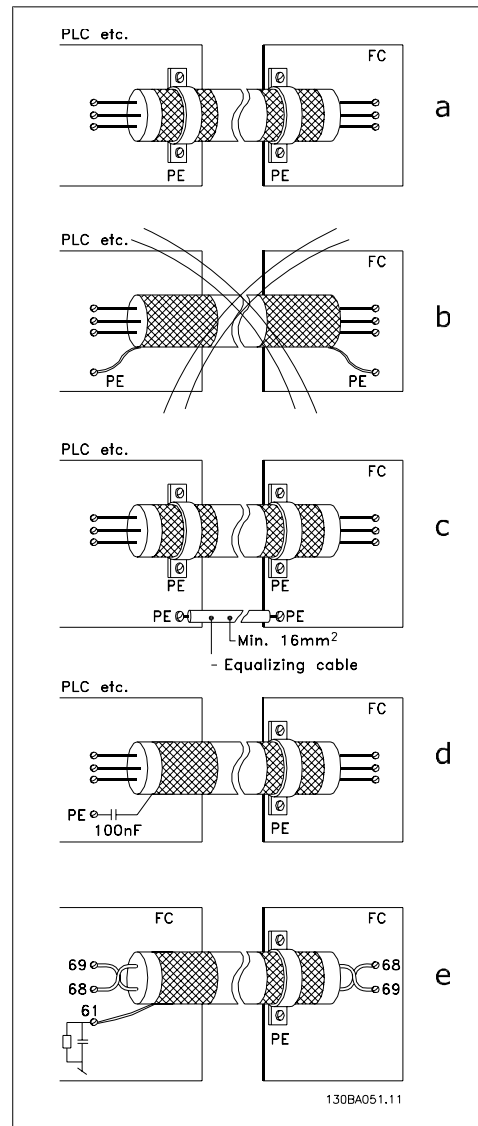 PLC etc.
FC
a
PE
PE
PLC etc.
FC
b
PE
PE
PLC etc.
FC
c
PE
PE
PE
PE
Min. 16mm²
- Equalizing cable
PLC etc.
FC
d
PE
100nF
PE
FC
FC
69
68
68
69
e
61
PE
130BA051.11